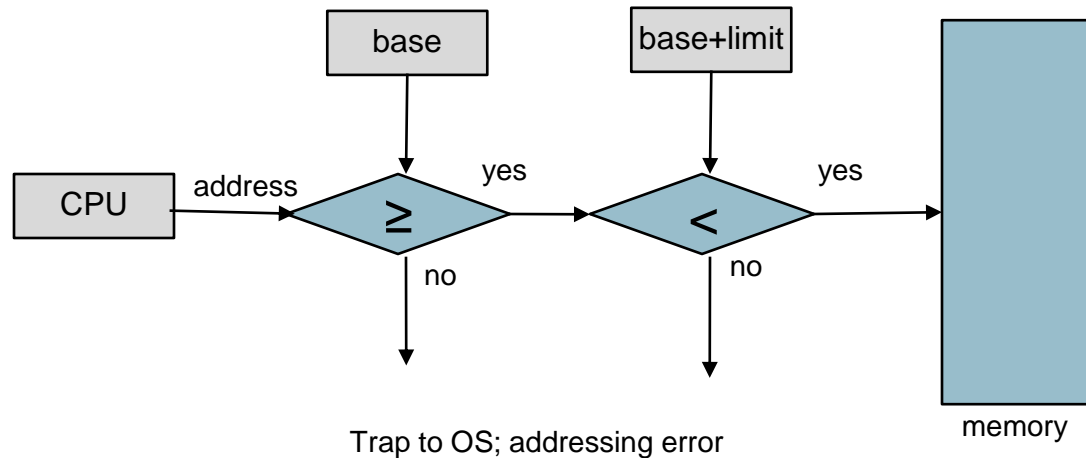 base
base+limit
CPU
address
≥
yes
<
yes
no
no
Trap to OS; addressing error
memory